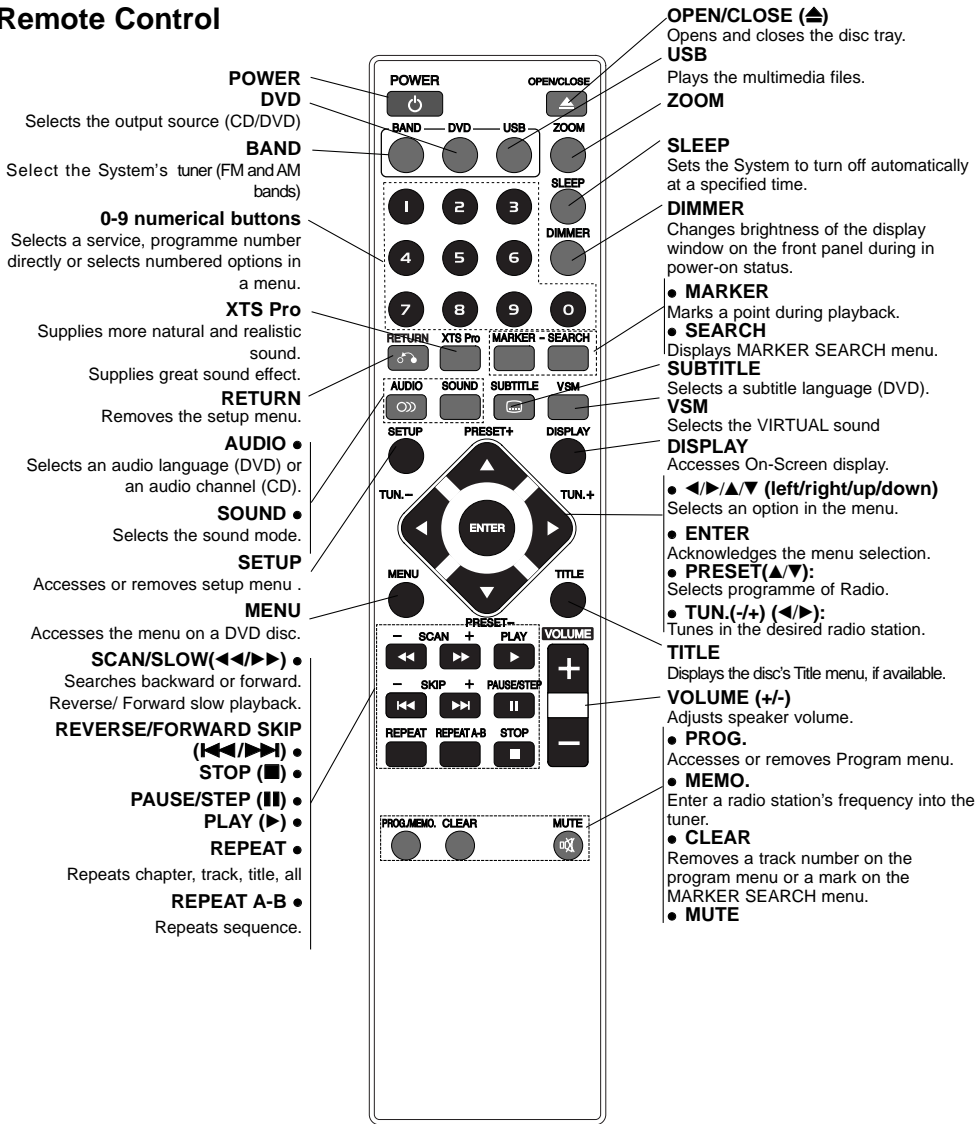 Remote Control
POWER
DVD
Selects the output source (CD/DVD)
BAND
Select the System's tuner (FM and AM
bands)
0-9 numerical buttons
Selects a service, programme number
directly or selects numbered options in
a menu.
XTS Pro
Supplies more natural and realistic
sound.
Supplies great sound effect.
RETURN
Removes the setup menu.
AUDIO ●
Selects an audio language (DVD) or
an audio channel (CD).
SOUND ●
Selects the sound mode.
SETUP
Accesses or removes setup menu .
MENU
Accesses the menu on a DVD disc.
SCAN/SLOW(◀◀/▶▶) ●
Searches backward or forward.
Reverse/ Forward slow playback.
REVERSE/FORWARD SKIP
(|◀◀/▶▶|) ●
STOP (■) ●
PAUSE/STEP (❚❚) ●
PLAY (▶) ●
REPEAT ●
Repeats chapter, track, title, all
REPEAT A-B ●
Repeats sequence.
POWER OPEN/CLOSE
BAND DVD USB ZOOM
SLEEP
1 2 3
DIMMER
4 5 6
7 8 9 0
RETURN XTS Pro MARKER - SEARCH
AUDIO SOUND SUBTITLE VSM
SETUP PRESET+ DISPLAY
TUN.- TUN.+
ENTER
MENU TITLE
PRESET-
- SCAN + PLAY VOLUME
+
- SKIP + PAUSE/STEP
REPEAT REPEAT A-B STOP
-
PROG./MEMO. CLEAR MUTE
OPEN/CLOSE (⏏)
Opens and closes the disc tray.
USB
Plays the multimedia files.
ZOOM
SLEEP
Sets the System to turn off automatically
at a specified time.
DIMMER
Changes brightness of the display
window on the front panel during in
power-on status.
● MARKER
Marks a point during playback.
● SEARCH
Displays MARKER SEARCH menu.
SUBTITLE
Selects a subtitle language (DVD).
VSM
Selects the VIRTUAL sound
DISPLAY
Accesses On-Screen display.
● ◀/▶/▲/▼ (left/right/up/down)
Selects an option in the menu.
● ENTER
Acknowledges the menu selection.
● PRESET(▲/▼):
Selects programme of Radio.
● TUN.(-/+) (◀/▶):
Tunes in the desired radio station.
TITLE
Displays the disc's Title menu, if available.
VOLUME (+/-)
Adjusts speaker volume.
● PROG.
Accesses or removes Program menu.
● MEMO.
Enter a radio station's frequency into the
tuner.
● CLEAR
Removes a track number on the
program menu or a mark on the
MARKER SEARCH menu.
● MUTE